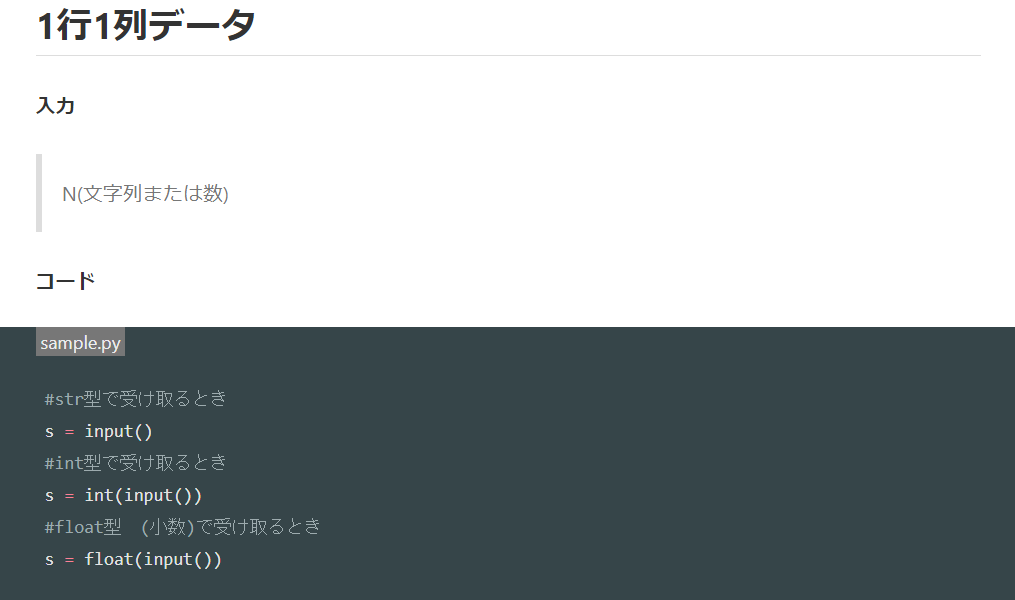 1行1列データ
入力
N(文字列または数)
コード
sample.py
#str型で受け取るとき
s = input()
#int型で受け取るとき
s = int(input())
#float型　(小数)で受け取るとき
s = float(input())